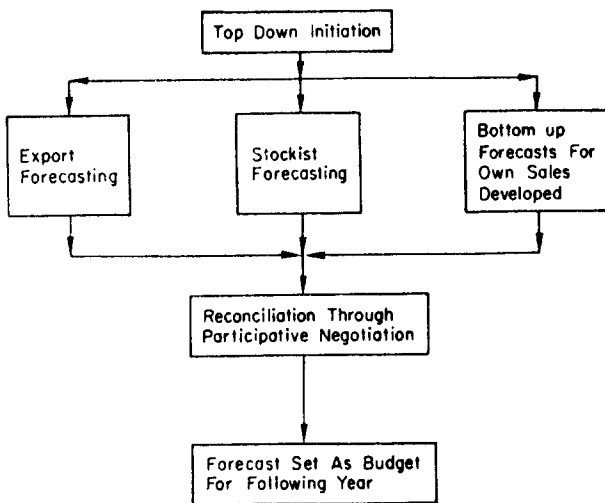 Top Down Initiation
Export
Forecasting
Stockist
Forecasting
Bottom up
Forecasts For
Own Sales
Developed
Reconciliation Through
Participative Negotiation
Forecast Set As Budget
For Following Year